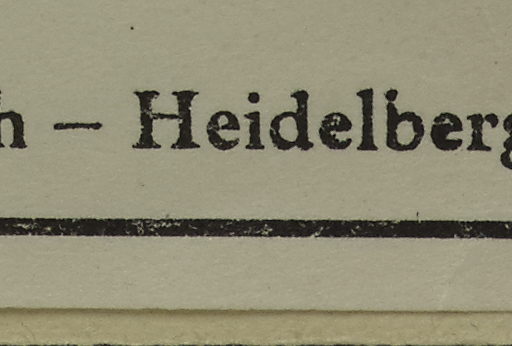 h – Heidelberg